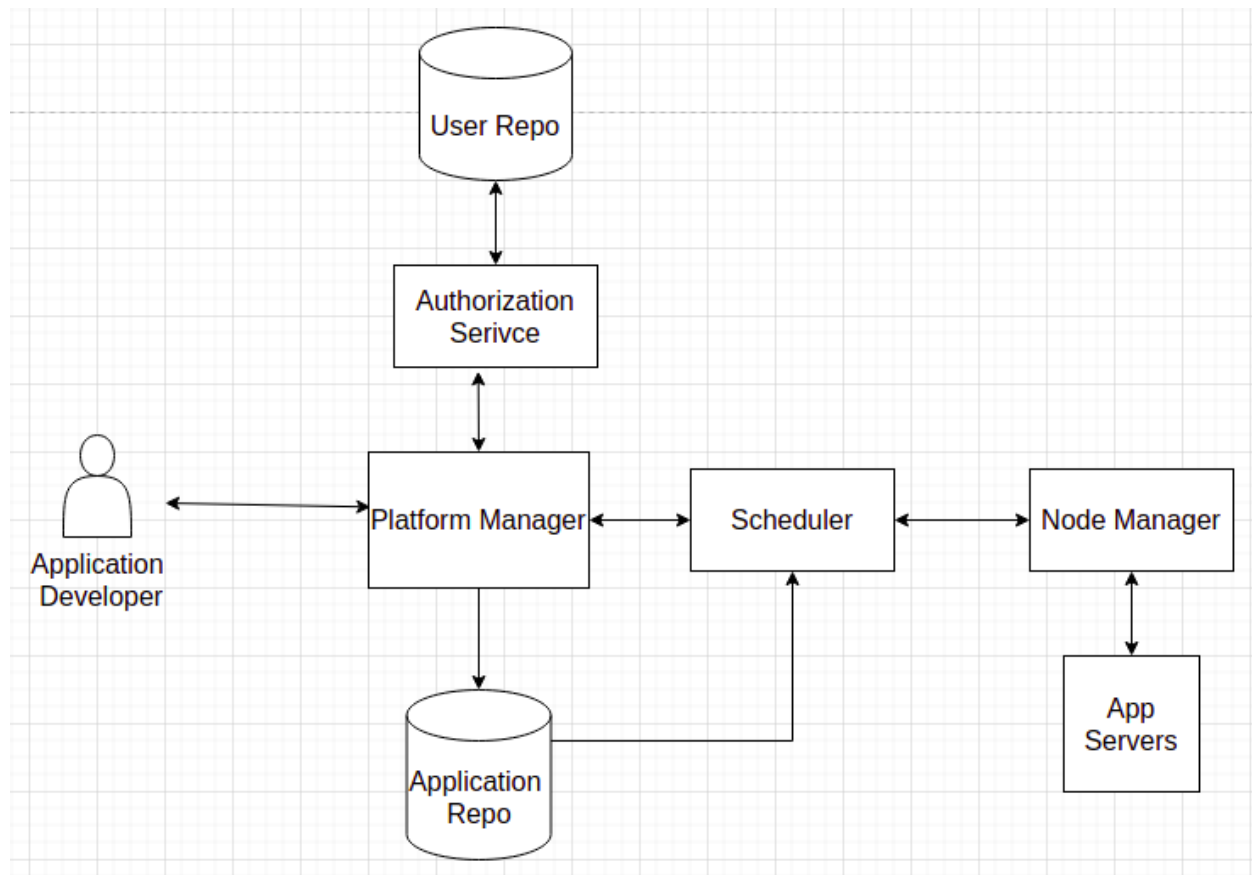 User Repo
Authorization
Serivce
Application
Developer
Platform Manager
Scheduler
Node Manager
App
Servers
Application
Repo